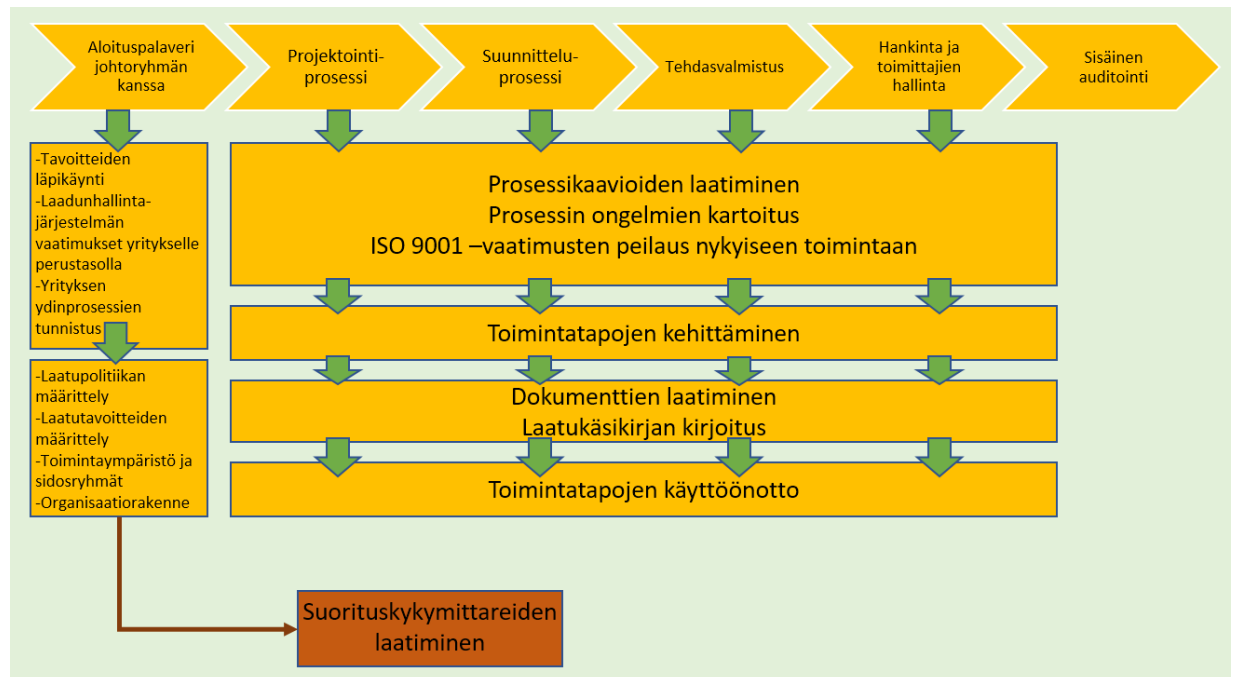 Aloituspalaveri
johtoryhmän
kanssa
Projektointi-
prosessi
Suunnittelu-
prosessi
Tehdasvalmistus
Hankinta ja
toimittajien
hallinta
Sisäinen
auditointi
-Tavoitteiden
läpikäynti
-Laadunhallinta-
järjestelmän
vaatimukset yritykselle
perustasolla
-Yrityksen
ydinprosessien
tunnistus
Prosessikaavioiden laatiminen
Prosessin ongelmien kartoitus
ISO 9001 –vaatimusten peilaus nykyiseen toimintaan
Toimintatapojen kehittäminen
-Laatupolitiikan
määrittely
-Laatutavoitteiden
määrittely
-Toimintaympäristö ja
sidosryhmät
-Organisaatiorakenne
Dokumenttien laatiminen
Laatukäsikirjan kirjoitus
Toimintatapojen käyttöönotto
Suorituskykymittareiden
laatiminen